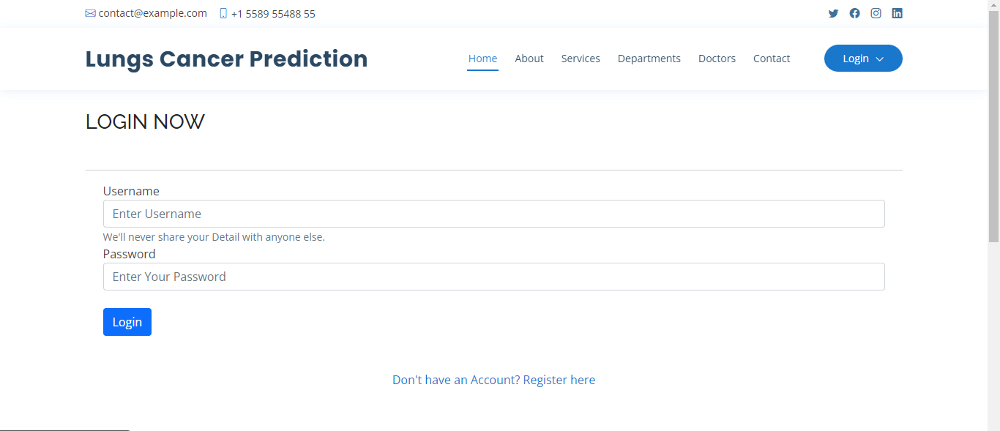 contact@example.com +1 5589 55488 55
Lungs Cancer Prediction Home About Services Departments Doctors Contact Login
LOGIN NOW
Username
Enter Username
We'll never share your Detail with anyone else.
Password
Enter Your Password
Login
Don't have an Account? Register here